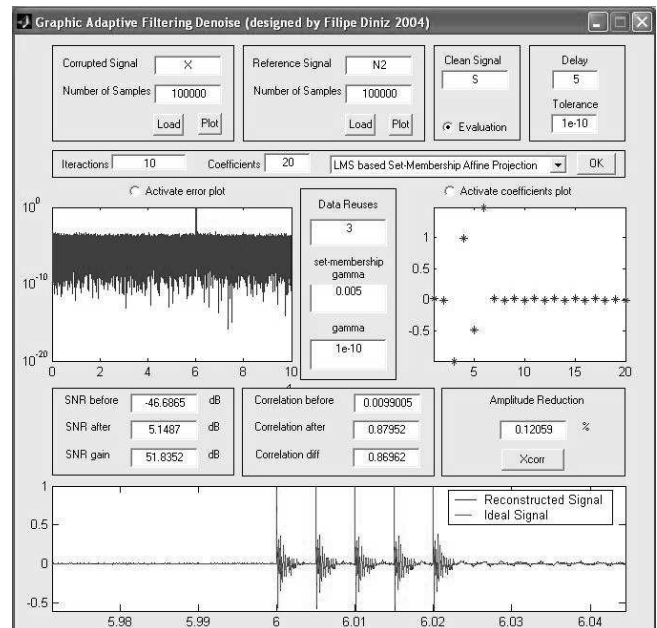 Graphic Adaptive Filtering Denoise (designed by Filipe Diniz 2004)
Corrupted Signal X
Number of Samples 100000
Load Plot
Reference Signal N2
Number of Samples 100000
Load Plot
Clean Signal
S
Evaluation
Delay
5
Tolerance
1e-10
Iteractions 10 Coefficients 20 LMS based Set-Membership Affine Projection OK
Activate error plot
10^0
10^-10
10^-20
0 2 4 6 8 10
Data Reuses
3
set-membership
gamma
0.005
gamma
1e-10
Activate coefficients plot
1
0.5
0
-0.5
5 10 15 20
SNR before -46.6865 dB
SNR after 5.1487 dB
SNR gain 51.8352 dB
Correlation before 0.0099005
Correlation after 0.87952
Correlation diff 0.86962
Amplitude Reduction
0.12059 %
Xcorr
1
0.5
0
-0.5
Reconstructed Signal
Ideal Signal
5.98 5.99 6 6.01 6.02 6.03 6.04